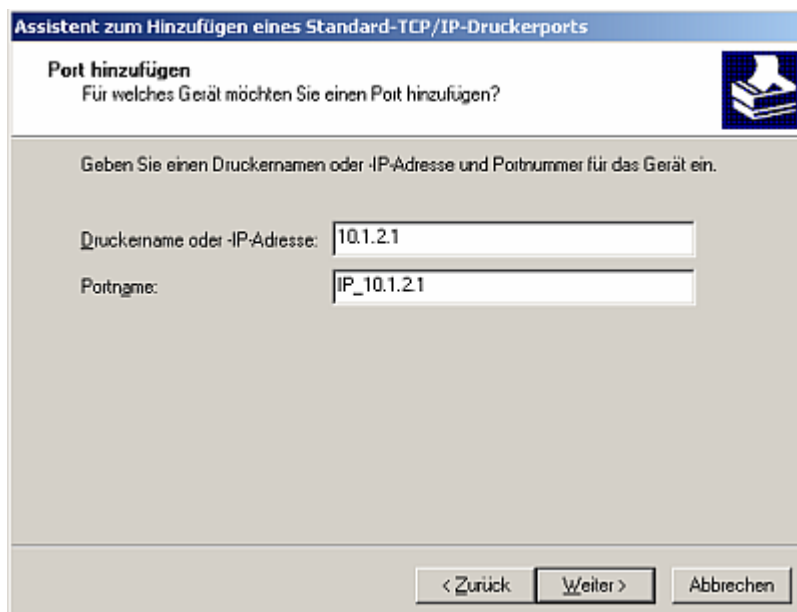 Assistent zum Hinzufügen eines Standard-TCP/IP-Druckerports
Port hinzufügen
Für welches Gerät möchten Sie einen Port hinzufügen?
Geben Sie einen Druckernamen oder -IP-Adresse und Portnummer für das Gerät ein.
Druckername oder -IP-Adresse: 10.1.2.1
Portname: IP_10.1.2.1
< Zurück Weiter > Abbrechen